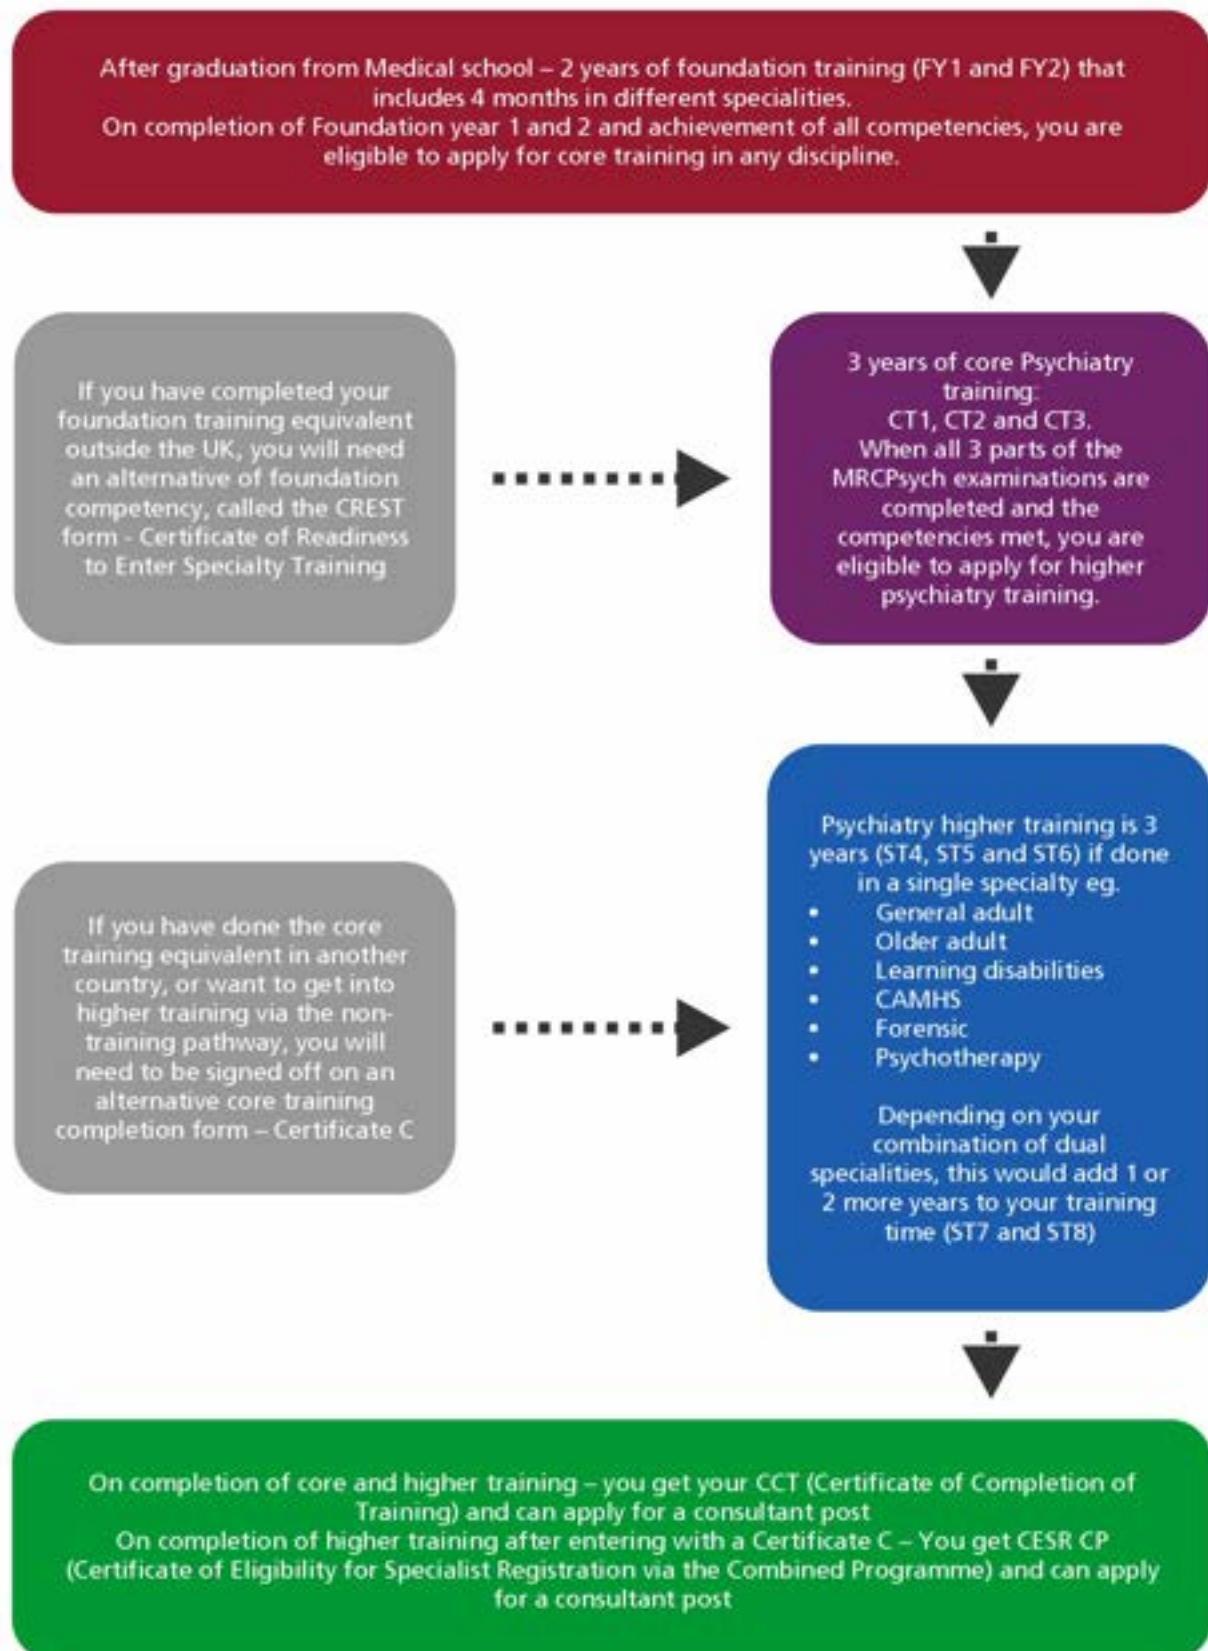 After graduation from Medical school – 2 years of foundation training (FY1 and FY2) that
includes 4 months in different specialities.
On completion of Foundation year 1 and 2 and achievement of all competencies, you are
eligible to apply for core training in any discipline.
If you have completed your
foundation training equivalent
outside the UK, you will need
an alternative of foundation
competency, called the CREST
form - Certificate of Readiness
to Enter Specialty Training
3 years of core Psychiatry
training:
CT1, CT2 and CT3.
When all 3 parts of the
MRCPsych examinations are
completed and the
competencies met, you are
eligible to apply for higher
psychiatry training.
If you have done the core
training equivalent in another
country, or want to get into
higher training via the non-
training pathway, you will
need to be signed off on an
alternative core training
completion form – Certificate C
Psychiatry higher training is 3
years (ST4, ST5 and ST6) if done
in a single specialty eg.
• General adult
• Older adult
• Learning disabilities
• CAMHS
• Forensic
• Psychotherapy
Depending on your
combination of dual
specialities, this would add 1 or
2 more years to your training
time (ST7 and ST8)
On completion of core and higher training – you get your CCT (Certificate of Completion of
Training) and can apply for a consultant post
On completion of higher training after entering with a Certificate C – You get CESR CP
(Certificate of Eligibility for Specialist Registration via the Combined Programme) and can apply
for a consultant post